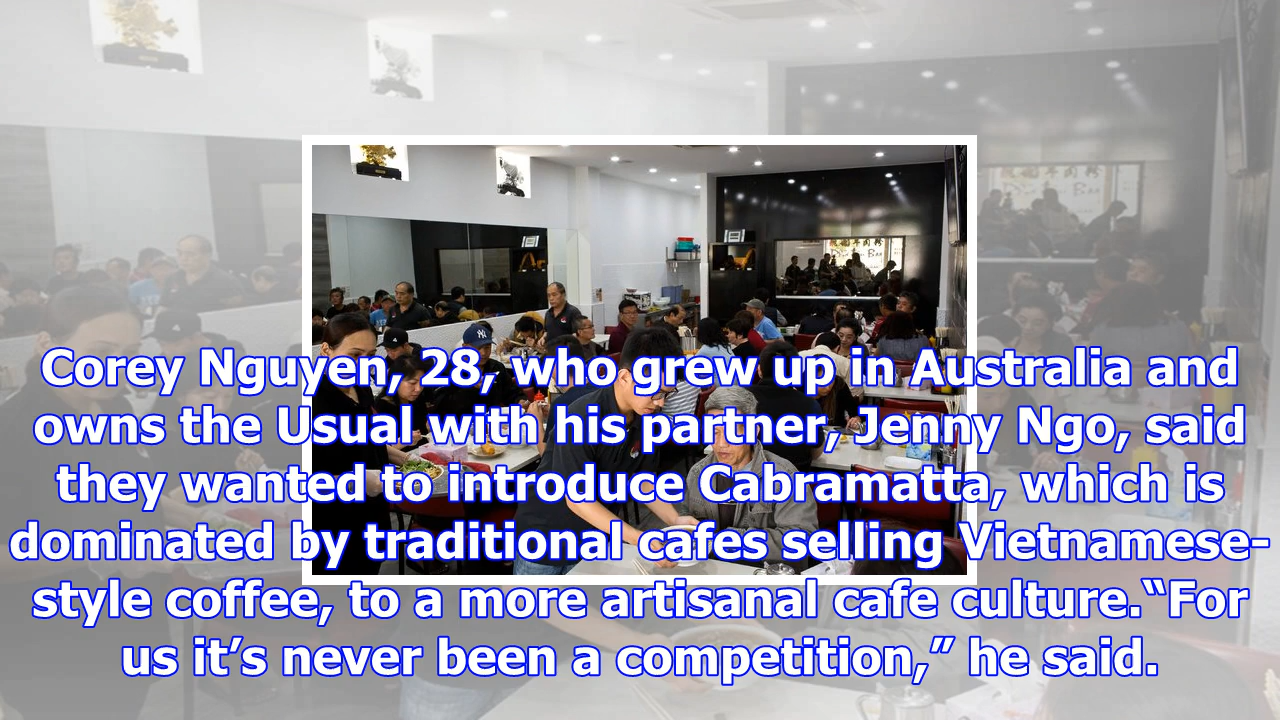 Corey Nguyen, 28, who grew up in Australia and
owns the Usual with his partner, Jenny Ngo, said
they wanted to introduce Cabramatta, which is
dominated by traditional cafes selling Vietnamese-
style coffee, to a more artisanal cafe culture.“For
us it’s never been a competition,” he said.